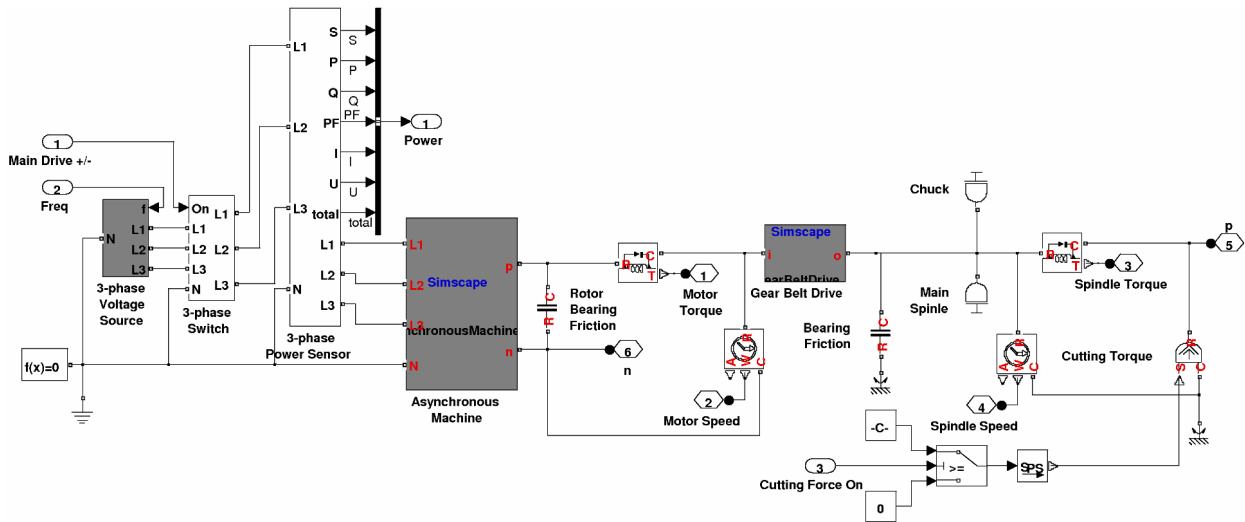 1
Main Drive +/-
2
Freq
f
N
L1
L2
L3
3-phase
Voltage
Source
On
L1
L2
L3
N
L1
L2
L3
3-phase
Switch
f(x)=0
L1
L2
L3
N
S
P
Q
PF
I
U
total
L1
L2
L3
3-phase
Power Sensor
S
P
Q
PF
I
U
total
1
Power
L1
L2
L3
N
Simscape
nchronousMachine
p
n
Asynchronous
Machine
C
R
Rotor
Bearing
Friction
6
n
R
C
T
1
Motor
Torque
A
W
R
C
2
Motor Speed
Simscape
i
o
earBeltDrive
Gear Belt Drive
C
R
Bearing
Friction
Chuck
Main
Spinle
A
W
R
C
4
Spindle Speed
C
T
3
Spindle Torque
p
5
Cutting Torque
S
R
C
-C-
3
Cutting Force On
0
>=
S PS